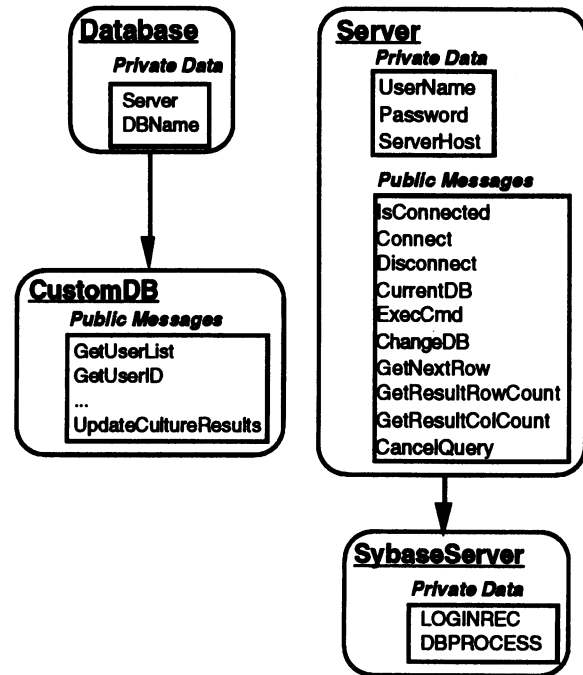 Database
Private Data
Server
DBName
CustomDB
Public Messages
GetUserList
GetUserID
...
UpdateCultureResults
Server
Private Data
UserName
Password
ServerHost
Public Messages
IsConnected
Connect
Disconnect
CurrentDB
ExecCmd
ChangeDB
GetNextRow
GetResultRowCount
GetResultColCount
CancelQuery
SybaseServer
Private Data
LOGINREC
DBPROCESS